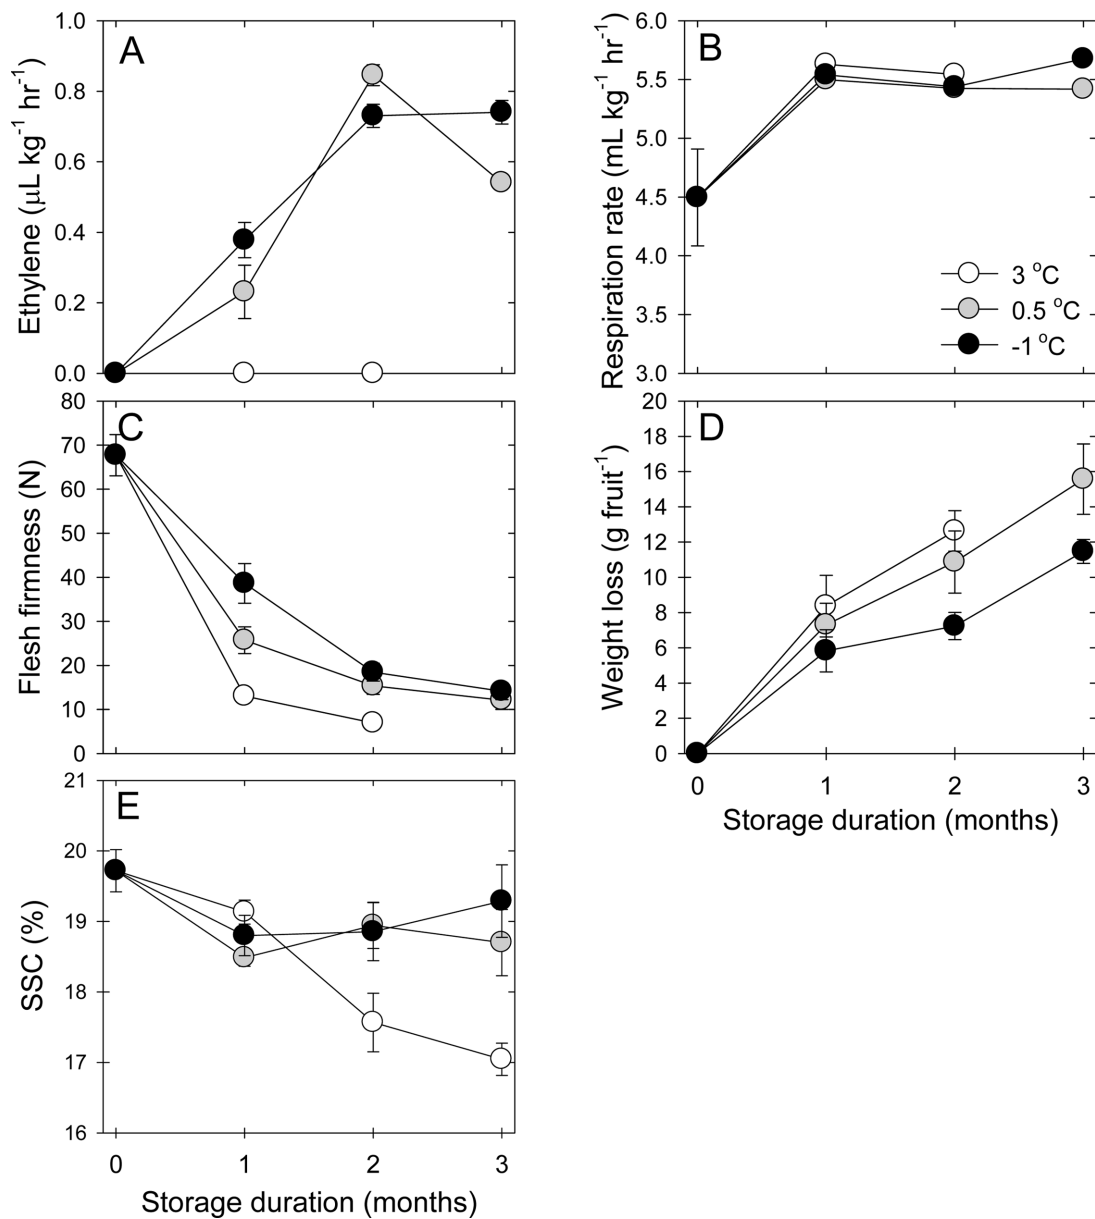 A
Ethylene (μL kg⁻¹ hr⁻¹)
1.0
0.8
0.6
0.4
0.2
0.0
B
Respiration rate (mL kg⁻¹ hr⁻¹)
6.0
5.5
5.0
4.5
4.0
3.5
3.0
3 °C
0.5 °C
-1 °C
C
Flesh firmness (N)
80
70
60
50
40
30
20
10
0
D
Weight loss (g fruit⁻¹)
20
18
16
14
12
10
8
6
4
2
0
0 1 2 3
Storage duration (months)
E
SSC (%)
21
20
19
18
17
16
0 1 2 3
Storage duration (months)